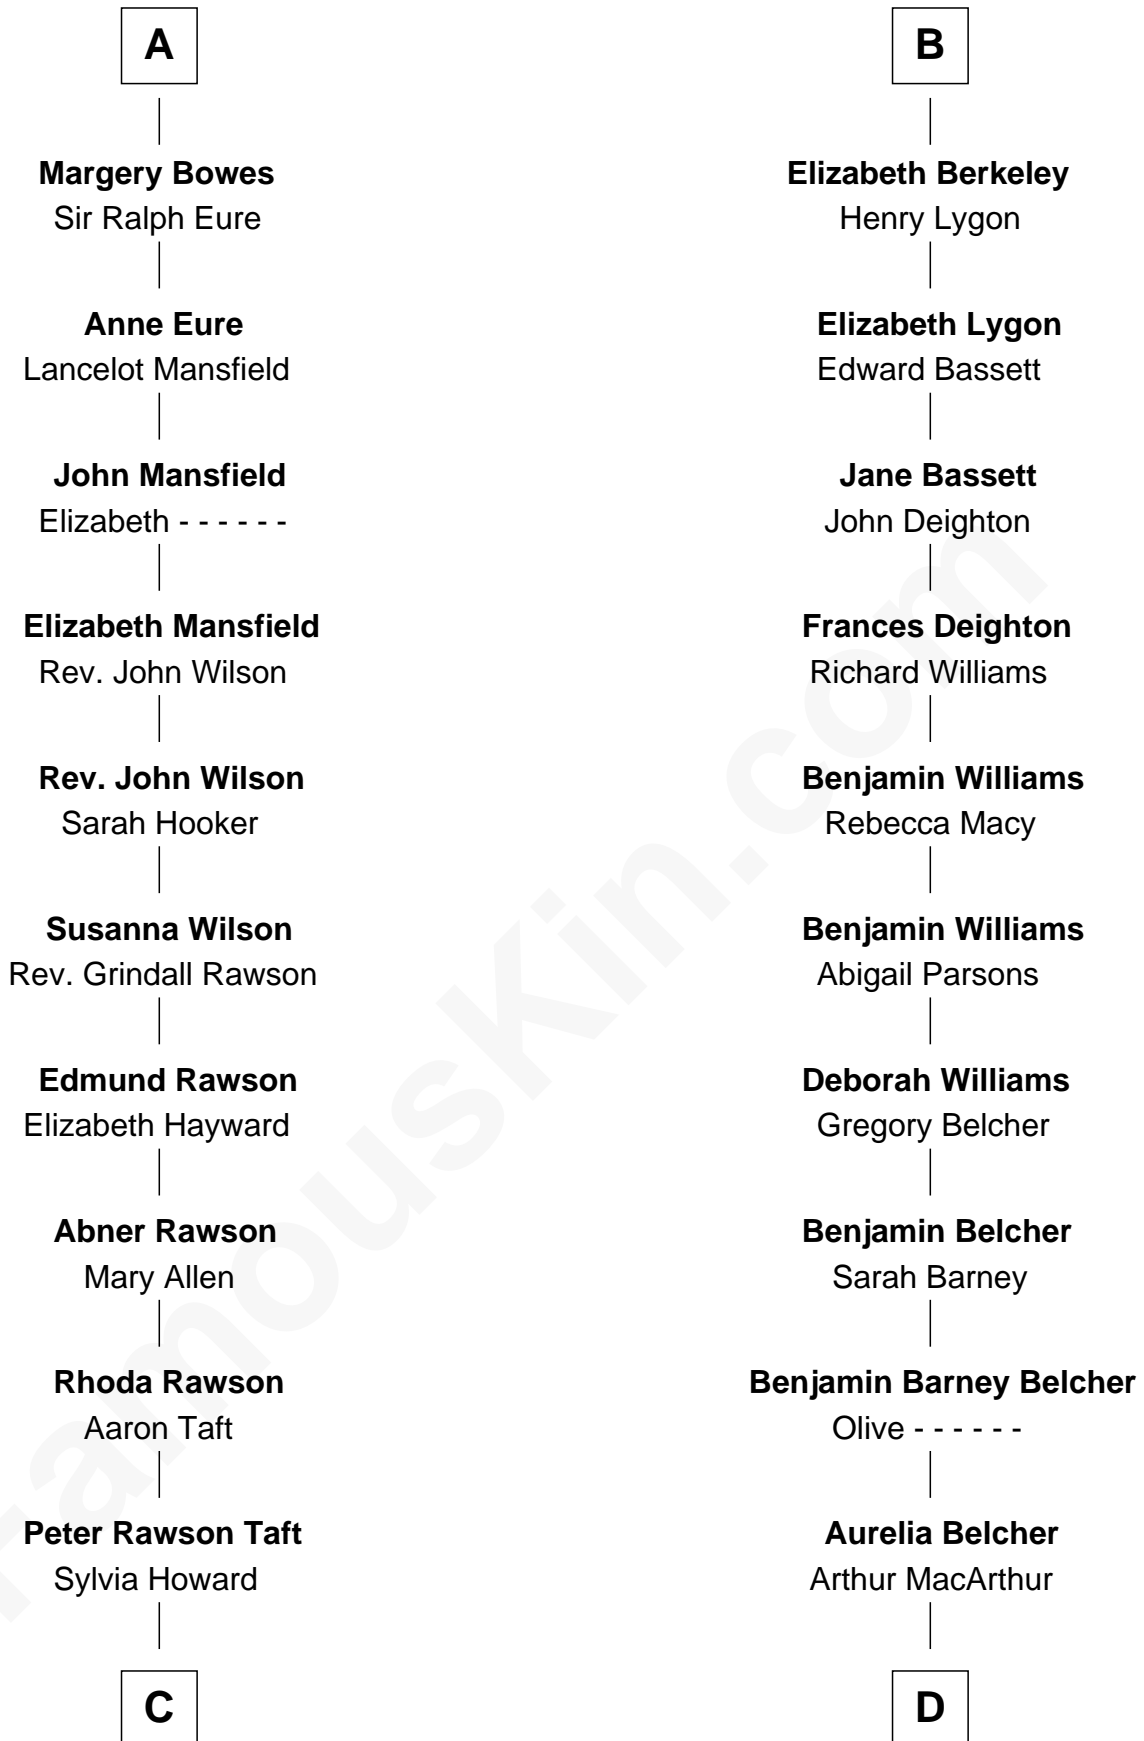 A
Margery Bowes
Sir Ralph Eure
Anne Eure
Lancelot Mansfield
John Mansfield
Elizabeth - - - - - -
Elizabeth Mansfield
Rev. John Wilson
Rev. John Wilson
Sarah Hooker
Susanna Wilson
Rev. Grindall Rawson
Edmund Rawson
Elizabeth Hayward
Abner Rawson
Mary Allen
Rhoda Rawson
Aaron Taft
Peter Rawson Taft
Sylvia Howard
C
B
Elizabeth Berkeley
Henry Lygon
Elizabeth Lygon
Edward Bassett
Jane Bassett
John Deighton
Frances Deighton
Richard Williams
Benjamin Williams
Rebecca Macy
Benjamin Williams
Abigail Parsons
Deborah Williams
Gregory Belcher
Benjamin Belcher
Sarah Barney
Benjamin Barney Belcher
Olive - - - - - -
Aurelia Belcher
Arthur MacArthur
D
FamousKin.com